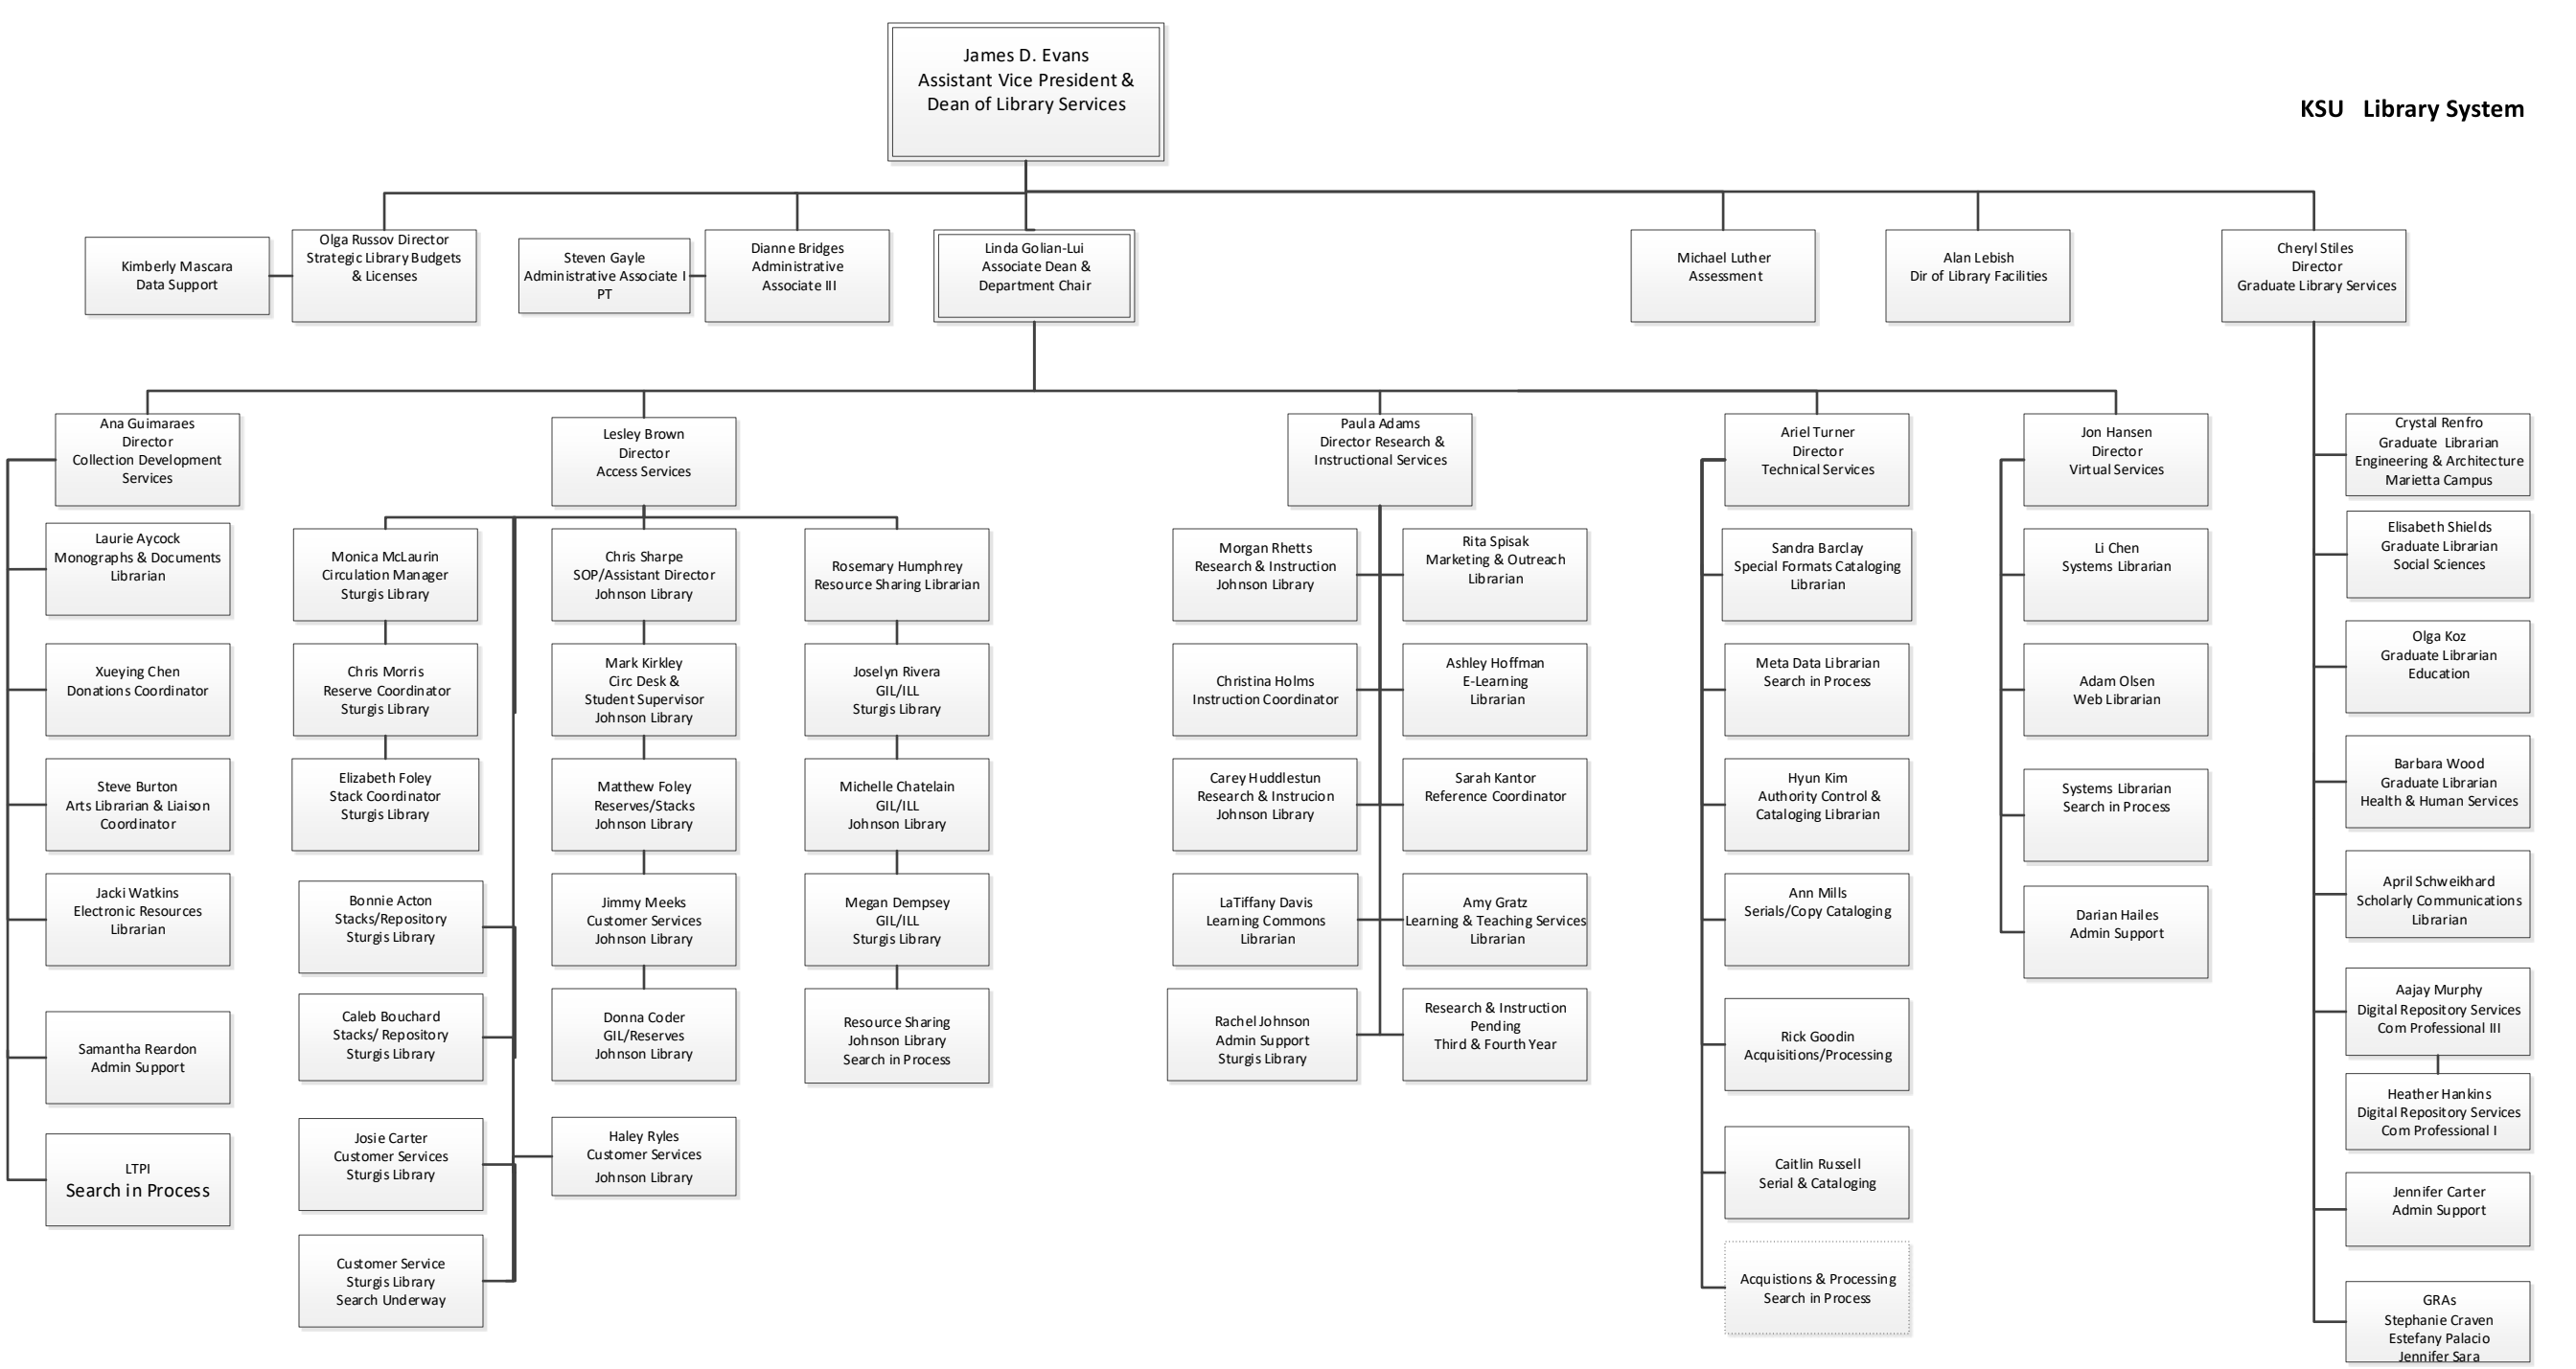 James D. Evans
Assistant Vice President &
Dean of Library Services
KSU Library System
Kimberly Mascara
Data Support
Olga Russov Director
Strategic Library Budgets
& Licenses
Steven Gayle
Administrative Associate I
PT
Dianne Bridges
Administrative
Associate III
Linda Golian-Lui
Associate Dean &
Department Chair
Michael Luther
Assessment
Alan Lebish
Dir of Library Facilities
Cheryl Stiles
Director
Graduate Library Services
Ana Guimaraes
Director
Collection Development
Services
Laurie Aycock
Monographs & Documents
Librarian
Xueying Chen
Donations Coordinator
Steve Burton
Arts Librarian & Liaison
Coordinator
Jacki Watkins
Electronic Resources
Librarian
Samantha Reardon
Admin Support
LTPI
Search in Process
Lesley Brown
Director
Access Services
Monica McLaurin
Circulation Manager
Sturgis Library
Chris Morris
Reserve Coordinator
Sturgis Library
Elizabeth Foley
Stack Coordinator
Sturgis Library
Bonnie Acton
Stacks/Repository
Sturgis Library
Caleb Bouchard
Stacks/ Repository
Sturgis Library
Josie Carter
Customer Services
Sturgis Library
Customer Service
Sturgis Library
Search Underway
Chris Sharpe
SOP/Assistant Director
Johnson Library
Mark Kirkley
Circ Desk &
Student Supervisor
Johnson Library
Matthew Foley
Reserves/Stacks
Johnson Library
Jimmy Meeks
Customer Services
Johnson Library
Donna Coder
GIL/Reserves
Johnson Library
Haley Ryles
Customer Services
Johnson Library
Rosemary Humphrey
Resource Sharing Librarian
Joselyn Rivera
GIL/ILL
Sturgis Library
Michelle Chatelain
GIL/ILL
Johnson Library
Megan Dempsey
GIL/ILL
Sturgis Library
Resource Sharing
Johnson Library
Search in Process
Paula Adams
Director Research &
Instructional Services
Morgan Rhetts
Research & Instruction
Johnson Library
Christina Holms
Instruction Coordinator
Carey Huddlestun
Research & Instrucion
Johnson Library
LaTiffany Davis
Learning Commons
Librarian
Rachel Johnson
Admin Support
Sturgis Library
Rita Spisak
Marketing & Outreach
Librarian
Ashley Hoffman
E-Learning
Librarian
Sarah Kantor
Reference Coordinator
Amy Gratz
Learning & Teaching Services
Librarian
Research & Instruction
Pending
Third & Fourth Year
Ariel Turner
Director
Technical Services
Sandra Barclay
Special Formats Cataloging
Librarian
Meta Data Librarian
Search in Process
Hyun Kim
Authority Control &
Cataloging Librarian
Ann Mills
Serials/Copy Cataloging
Rick Goodin
Acquisitions/Processing
Caitlin Russell
Serial & Cataloging
Acquistions & Processing
Search in Process
Jon Hansen
Director
Virtual Services
Li Chen
Systems Librarian
Adam Olsen
Web Librarian
Systems Librarian
Search in Process
Darian Hailes
Admin Support
Crystal Renfro
Graduate Librarian
Engineering & Architecture
Marietta Campus
Elisabeth Shields
Graduate Librarian
Social Sciences
Olga Koz
Graduate Librarian
Education
Barbara Wood
Graduate Librarian
Health & Human Services
April Schweikhard
Scholarly Communications
Librarian
Aajay Murphy
Digital Repository Services
Com Professional III
Heather Hankins
Digital Repository Services
Com Professional I
Jennifer Carter
Admin Support
GRAs
Stephanie Craven
Estefany Palacio
Jennifer Sara